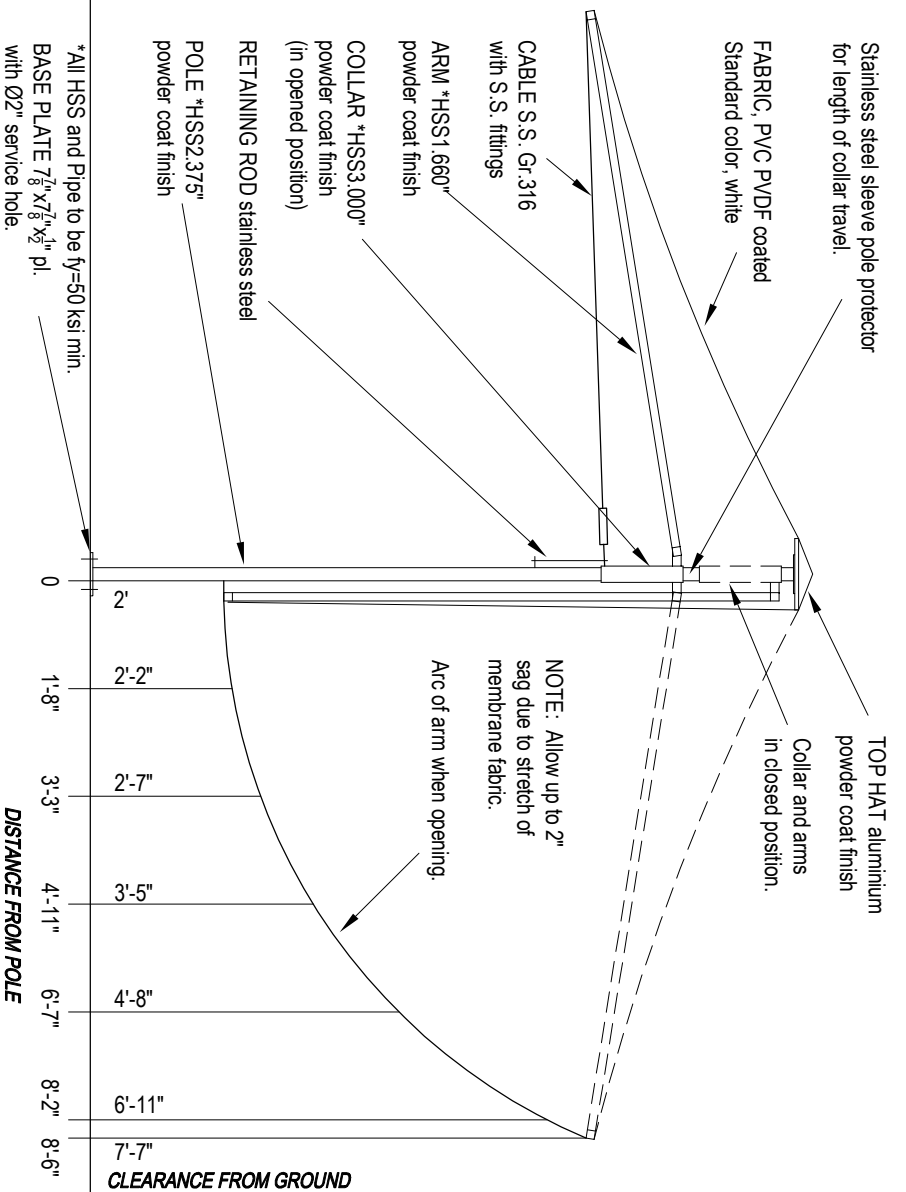 Stainless steel sleeve pole protector
for length of collar travel.
FABRIC, PVC PVDF coated
Standard color, white
CABLE S.S. Gr.316
with S.S. fittings
ARM *HSS1.660"
powder coat finish
COLLAR *HSS3.000"
powder coat finish
(in opened position)
RETAINING ROD stainless steel
POLE *HSS2.375"
powder coat finish
*All HSS and Pipe to be fy=50 ksi min.
BASE PLATE 7⅞"x7⅞"x½" pl.
with Ø2" service hole.
TOP HAT aluminium
powder coat finish
Collar and arms
in closed position.
NOTE: Allow up to 2"
sag due to stretch of
membrane fabric.
Arc of arm when opening.
2' 2'-2" 2'-7" 3'-5" 4'-8" 6'-11" 7'-7"
CLEARANCE FROM GROUND
0 1'-8" 3'-3" 4'-11" 6'-7" 8'-2" 8'-6"
DISTANCE FROM POLE